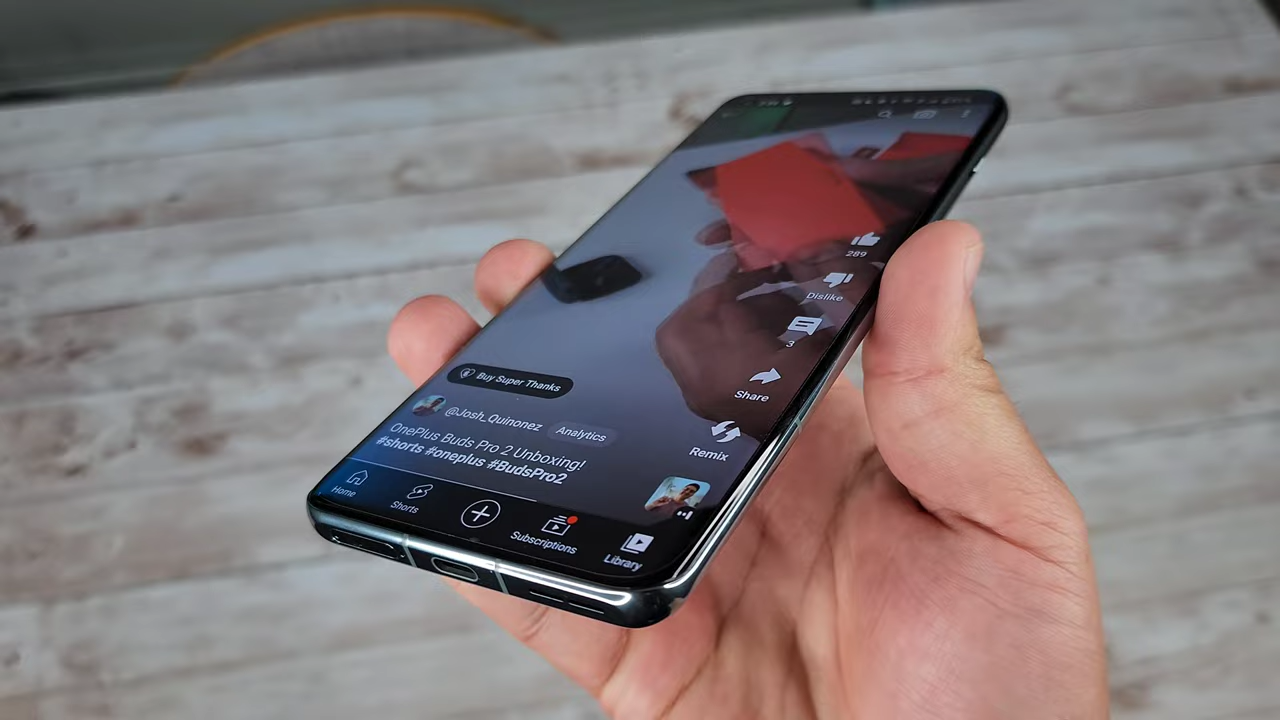 289
Dislike
3
Share
Remix
Buy Super Thanks
@Josh_Quinonez Analytics
OnePlus Buds Pro 2 Unboxing!
#shorts #oneplus #BudsPro2
Home
Shorts
Subscriptions
Library